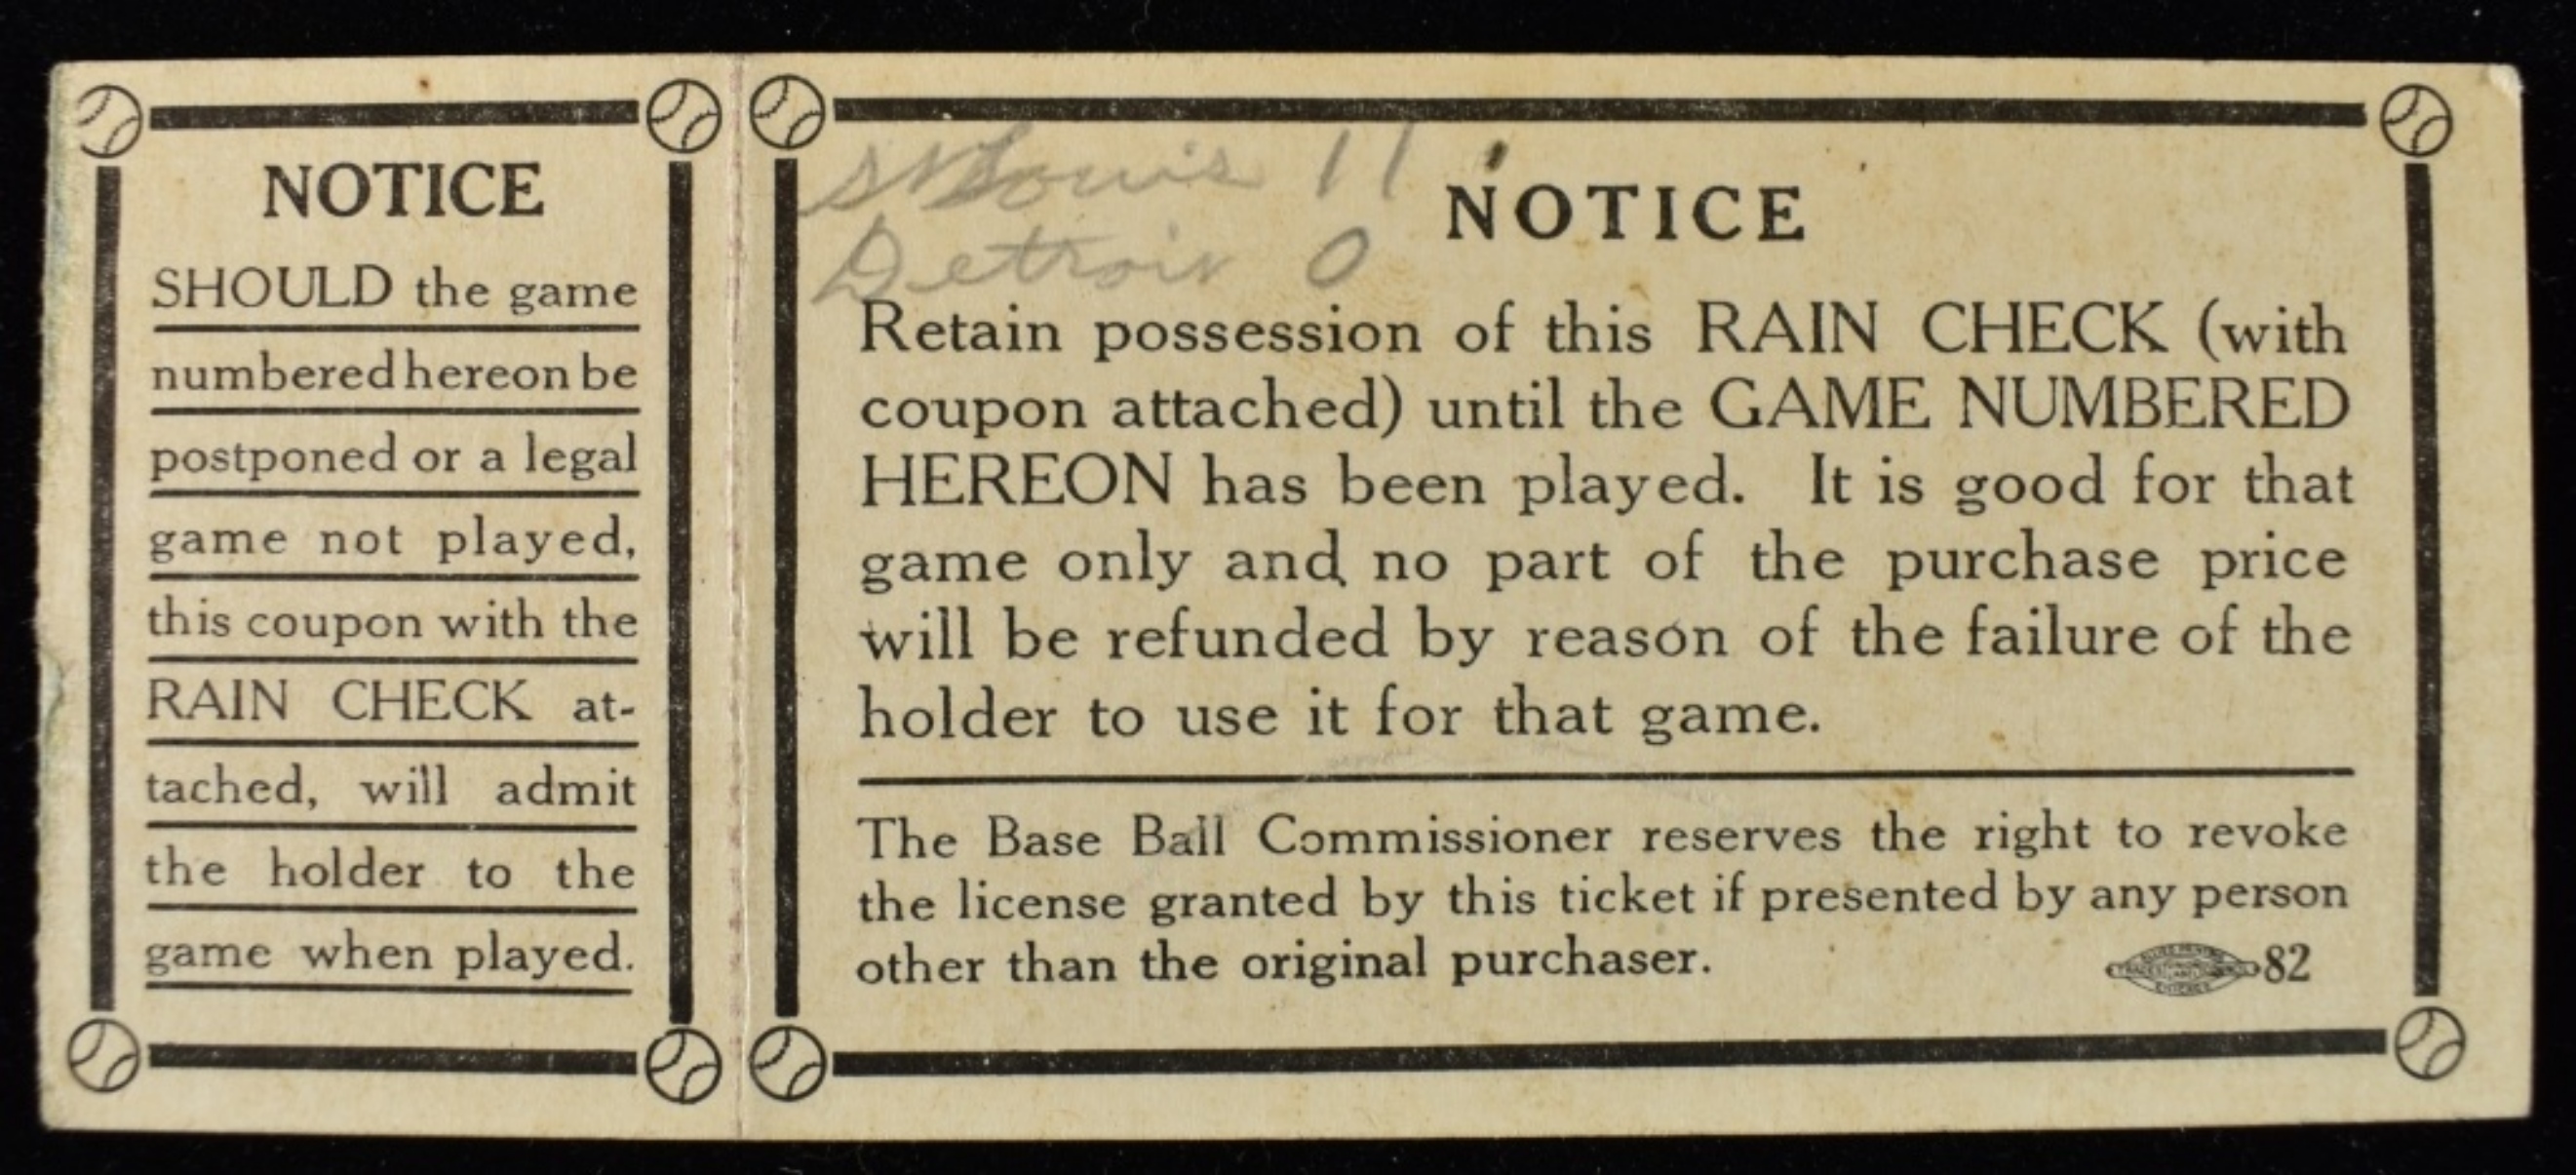 NOTICE
SHOULD the game
numbered hereon be
postponed or a legal
game not played,
this coupon with the
RAIN CHECK at-
tached, will admit
the holder to the
game when played.
St Louis 11
Detroit 0
NOTICE
Retain possession of this RAIN CHECK (with
coupon attached) until the GAME NUMBERED
HEREON has been played. It is good for that
game only and no part of the purchase price
will be refunded by reason of the failure of the
holder to use it for that game.
The Base Ball Commissioner reserves the right to revoke
the license granted by this ticket if presented by any person
other than the original purchaser.
82